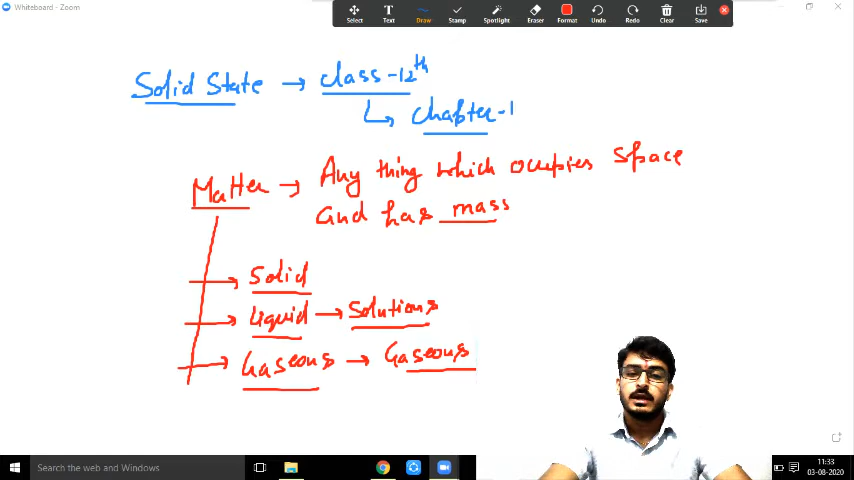 Whiteboard - Zoom
Select Text Draw Stamp Spotlight Eraser Format Undo Redo Clear Save
Solid State → class-12th
↳ chapter-1
Matter → Any thing which occupies space
and has mass
→ Solid
→ Liquid → Solutions
→ Gaseous → Gaseous
Search the web and Windows
11:33
03-08-2020